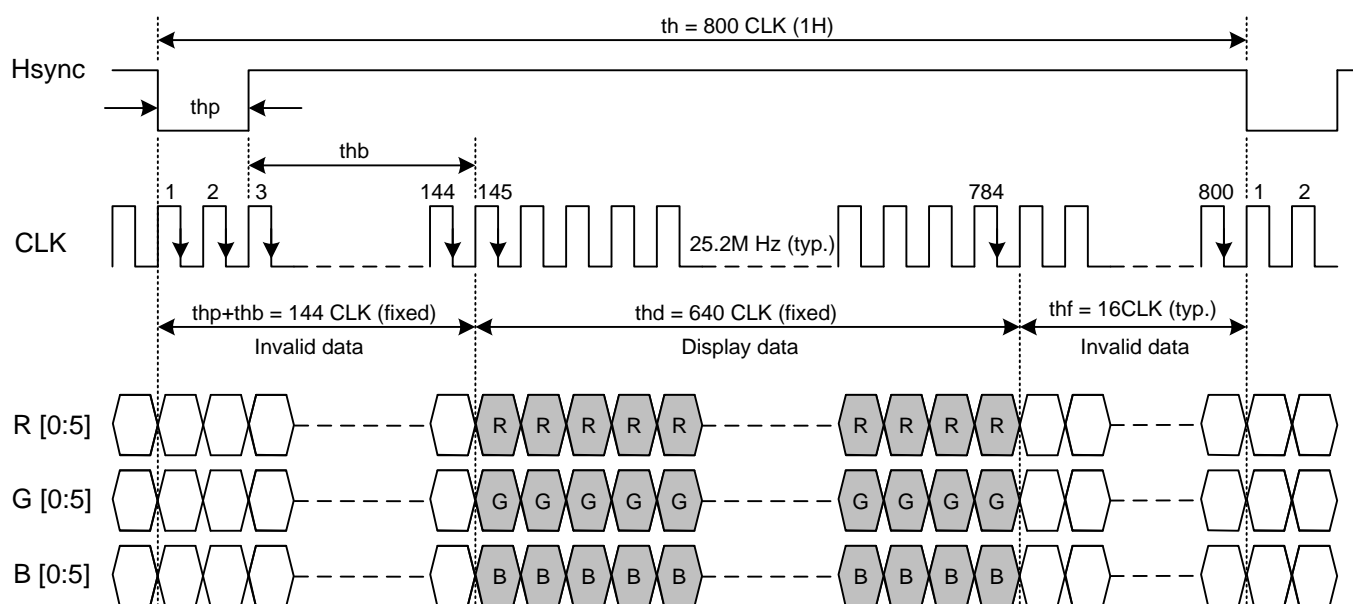 th = 800 CLK (1H)
Hsync
thp
thb
1 2 3 144 145 784 800 1 2
CLK
25.2M Hz (typ.)
thp+thb = 144 CLK (fixed) thd = 640 CLK (fixed) thf = 16CLK (typ.)
Invalid data Display data Invalid data
R [0:5] R R R R R R R R R
G [0:5] G G G G G G G G G
B [0:5] B B B B B B B B B